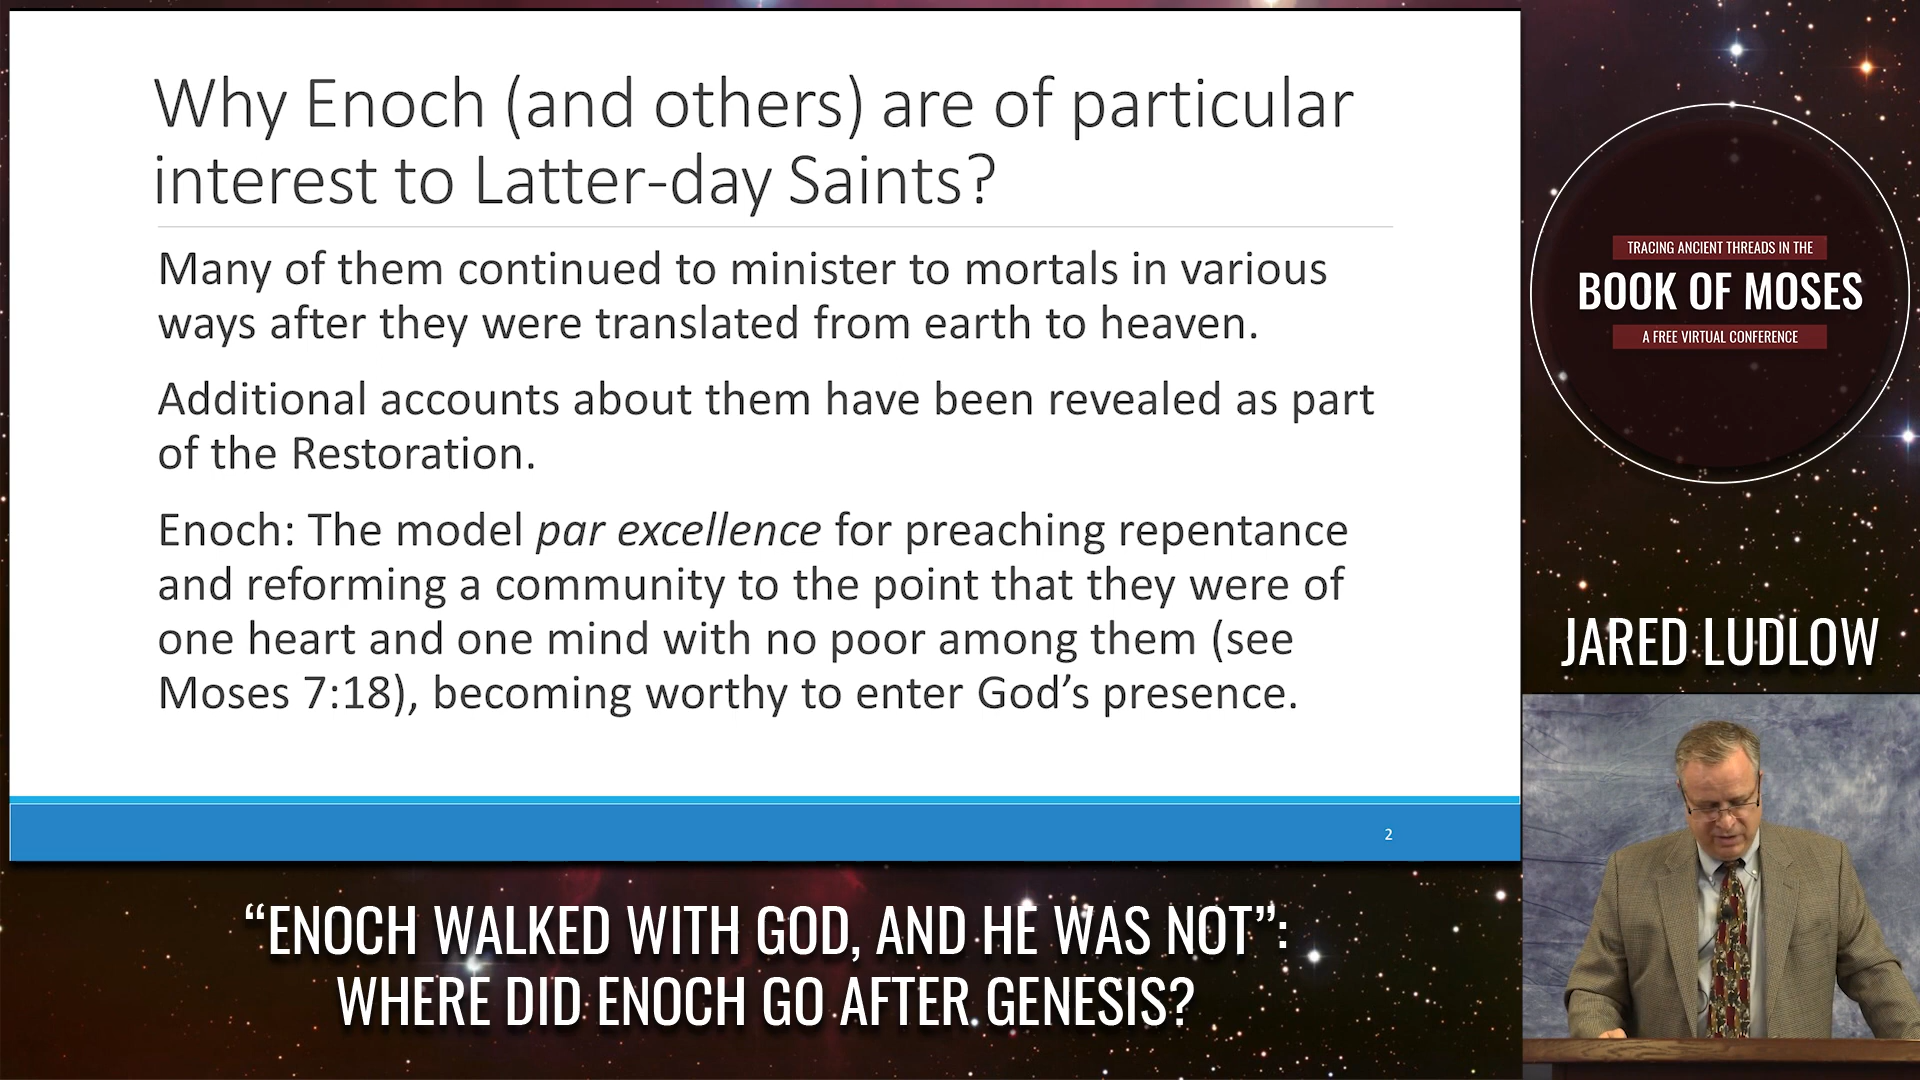 Why Enoch (and others) are of particular
interest to Latter-day Saints?
Many of them continued to minister to mortals in various
ways after they were translated from earth to heaven.
Additional accounts about them have been revealed as part
of the Restoration.
Enoch: The model par excellence for preaching repentance
and reforming a community to the point that they were of
one heart and one mind with no poor among them (see
Moses 7:18), becoming worthy to enter God’s presence.
2
TRACING ANCIENT THREADS IN THE
BOOK OF MOSES
A FREE VIRTUAL CONFERENCE
JARED LUDLOW
“ENOCH WALKED WITH GOD, AND HE WAS NOT”:
WHERE DID ENOCH GO AFTER GENESIS?